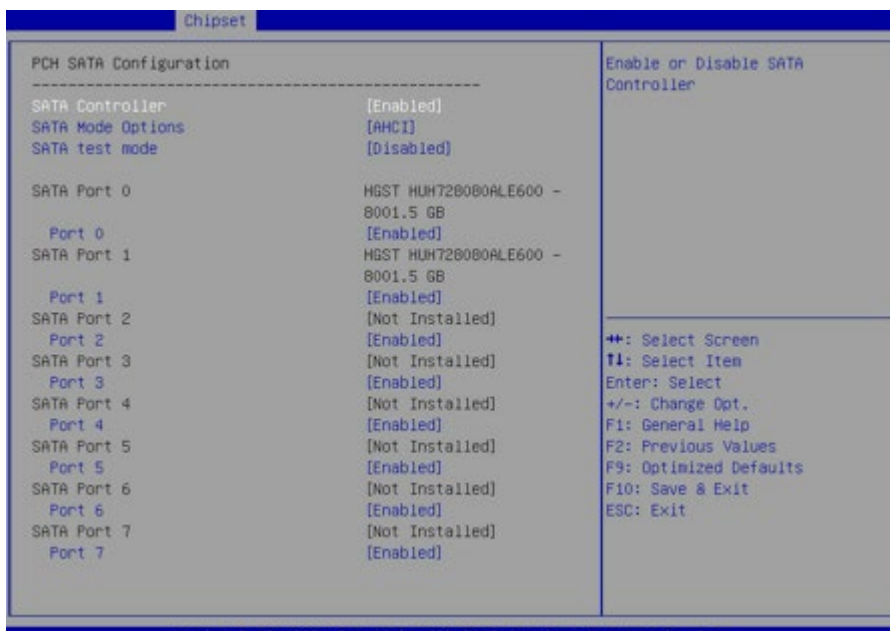 Chipset
PCH SATA Configuration
SATA Controller [Enabled]
SATA Mode Options [AHCI]
SATA test mode [Disabled]
SATA Port 0 HGST HUH728080ALE600 -
8001.5 GB
Port 0 [Enabled]
SATA Port 1 HGST HUH728080ALE600 -
8001.5 GB
Port 1 [Enabled]
SATA Port 2 [Not Installed]
Port 2 [Enabled]
SATA Port 3 [Not Installed]
Port 3 [Enabled]
SATA Port 4 [Not Installed]
Port 4 [Enabled]
SATA Port 5 [Not Installed]
Port 5 [Enabled]
SATA Port 6 [Not Installed]
Port 6 [Enabled]
SATA Port 7 [Not Installed]
Port 7 [Enabled]
Enable or Disable SATA
Controller
→←: Select Screen
↑↓: Select Item
Enter: Select
+/-: Change Opt.
F1: General Help
F2: Previous Values
F9: Optimized Defaults
F10: Save & Exit
ESC: Exit